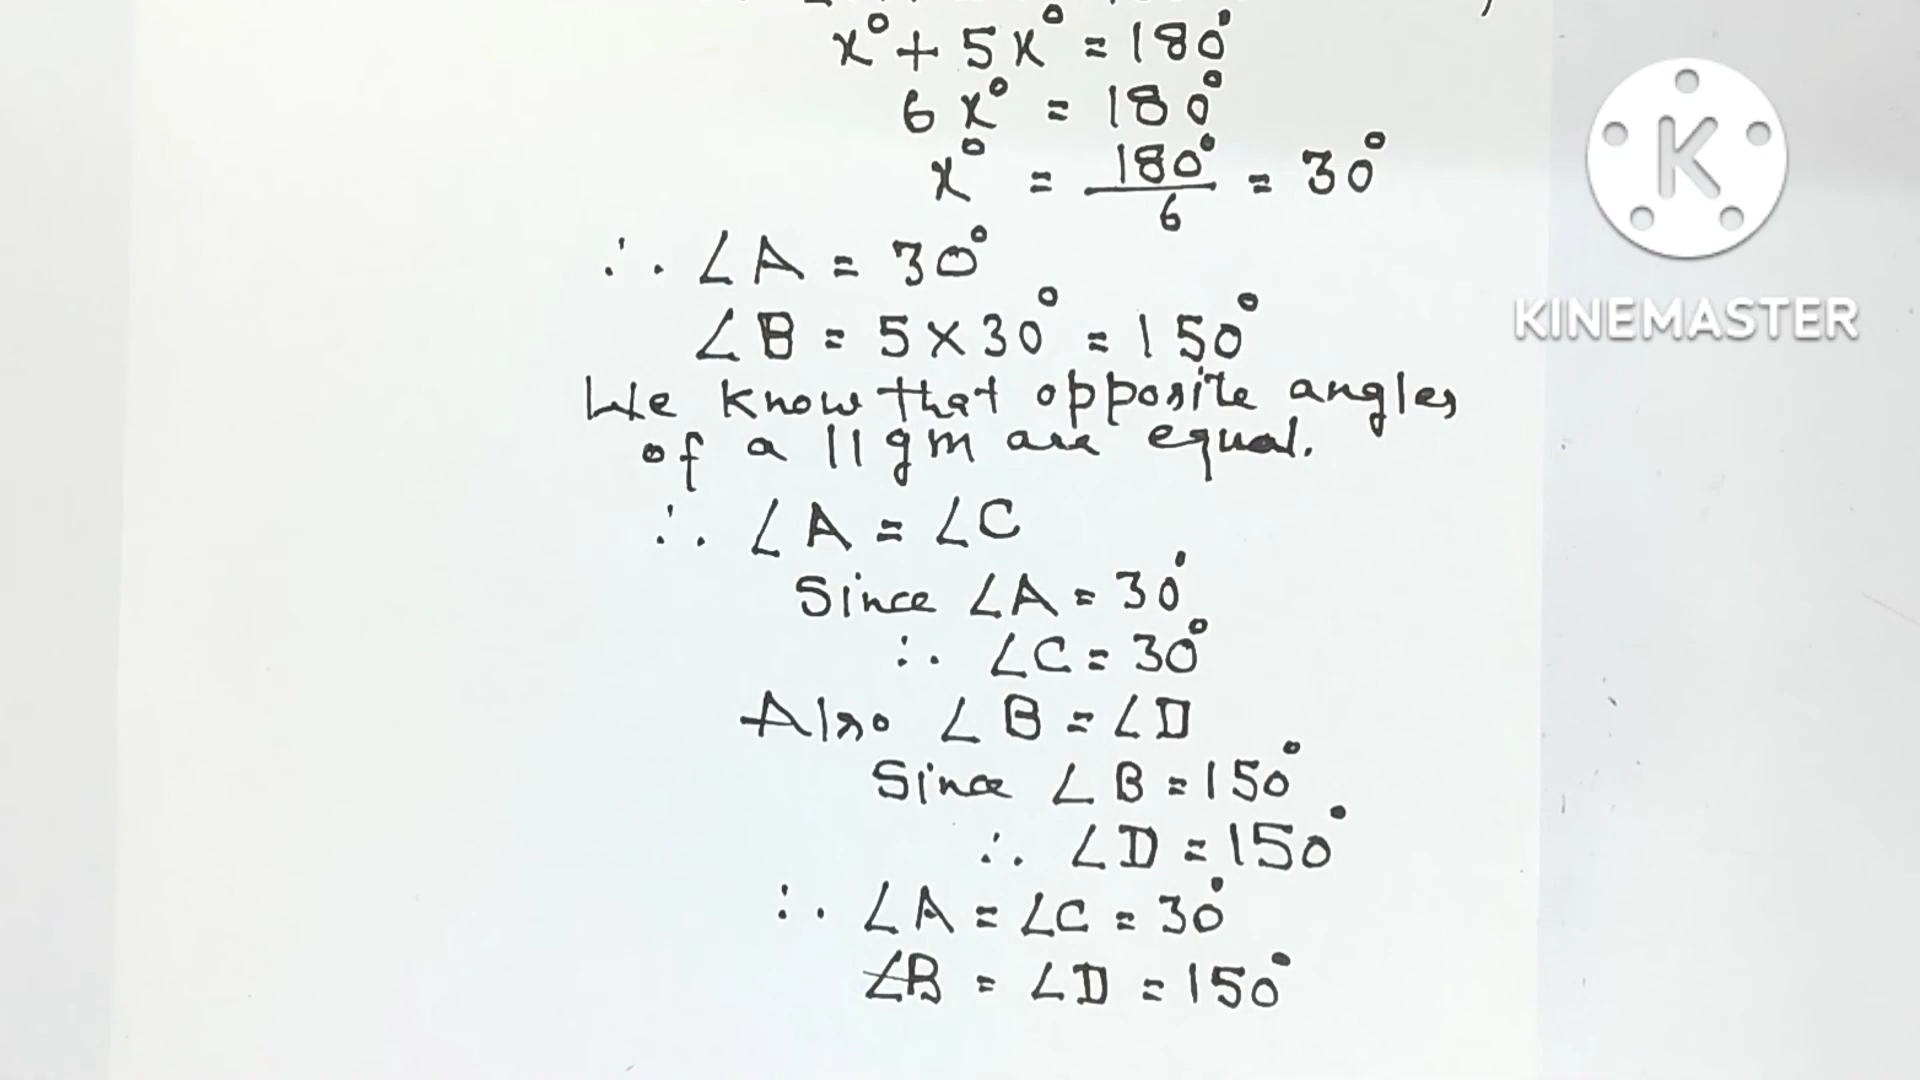 x° + 5x° = 180°
6x° = 180°
x° = 180°/6 = 30°
∴ ∠A = 30°
∠B = 5 × 30° = 150°
We know that opposite angles
of a llgm are equal.
∴ ∠A = ∠C
Since ∠A = 30°
∴ ∠C = 30°
Also ∠B = ∠D
Since ∠B = 150°
∴ ∠D = 150°
∴ ∠A = ∠C = 30°
∠B = ∠D = 150°
K
KINEMASTER